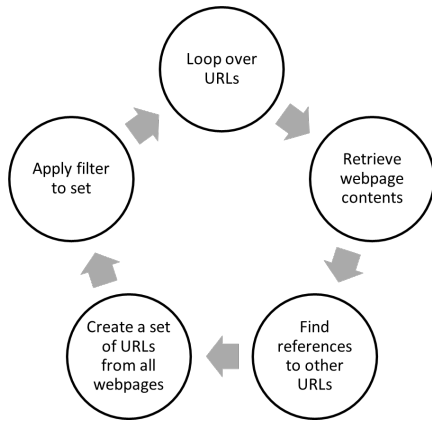 Loop over
URLs
Retrieve
webpage
contents
Find
references
to other
URLs
Create a set
of URLs
from all
webpages
Apply filter
to set